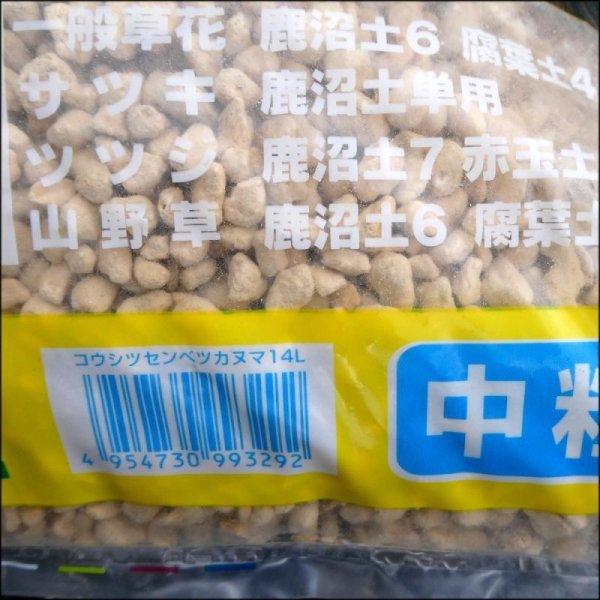 一般草花 鹿沼土6 腐葉土4
サツキ 鹿沼土単用
ツツジ 鹿沼土7 赤玉土
山野草 鹿沼土6 腐葉土
コウシツセンベツカヌマ14L
中粒
4 954730 993292